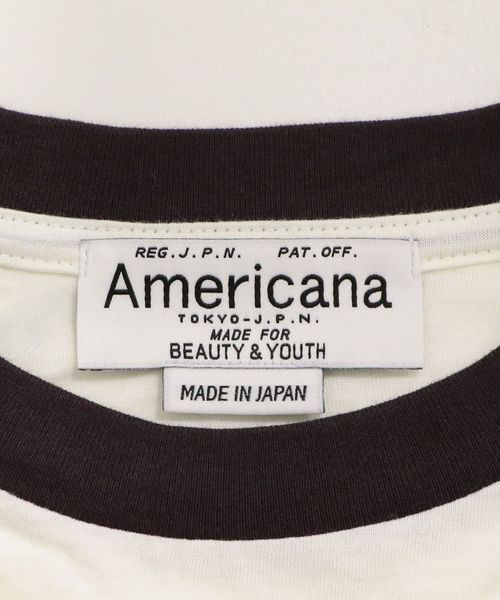 REG.J.P.N. PAT.OFF.
Americana
TOKYO-J.P.N.
MADE FOR
BEAUTY & YOUTH
MADE IN JAPAN